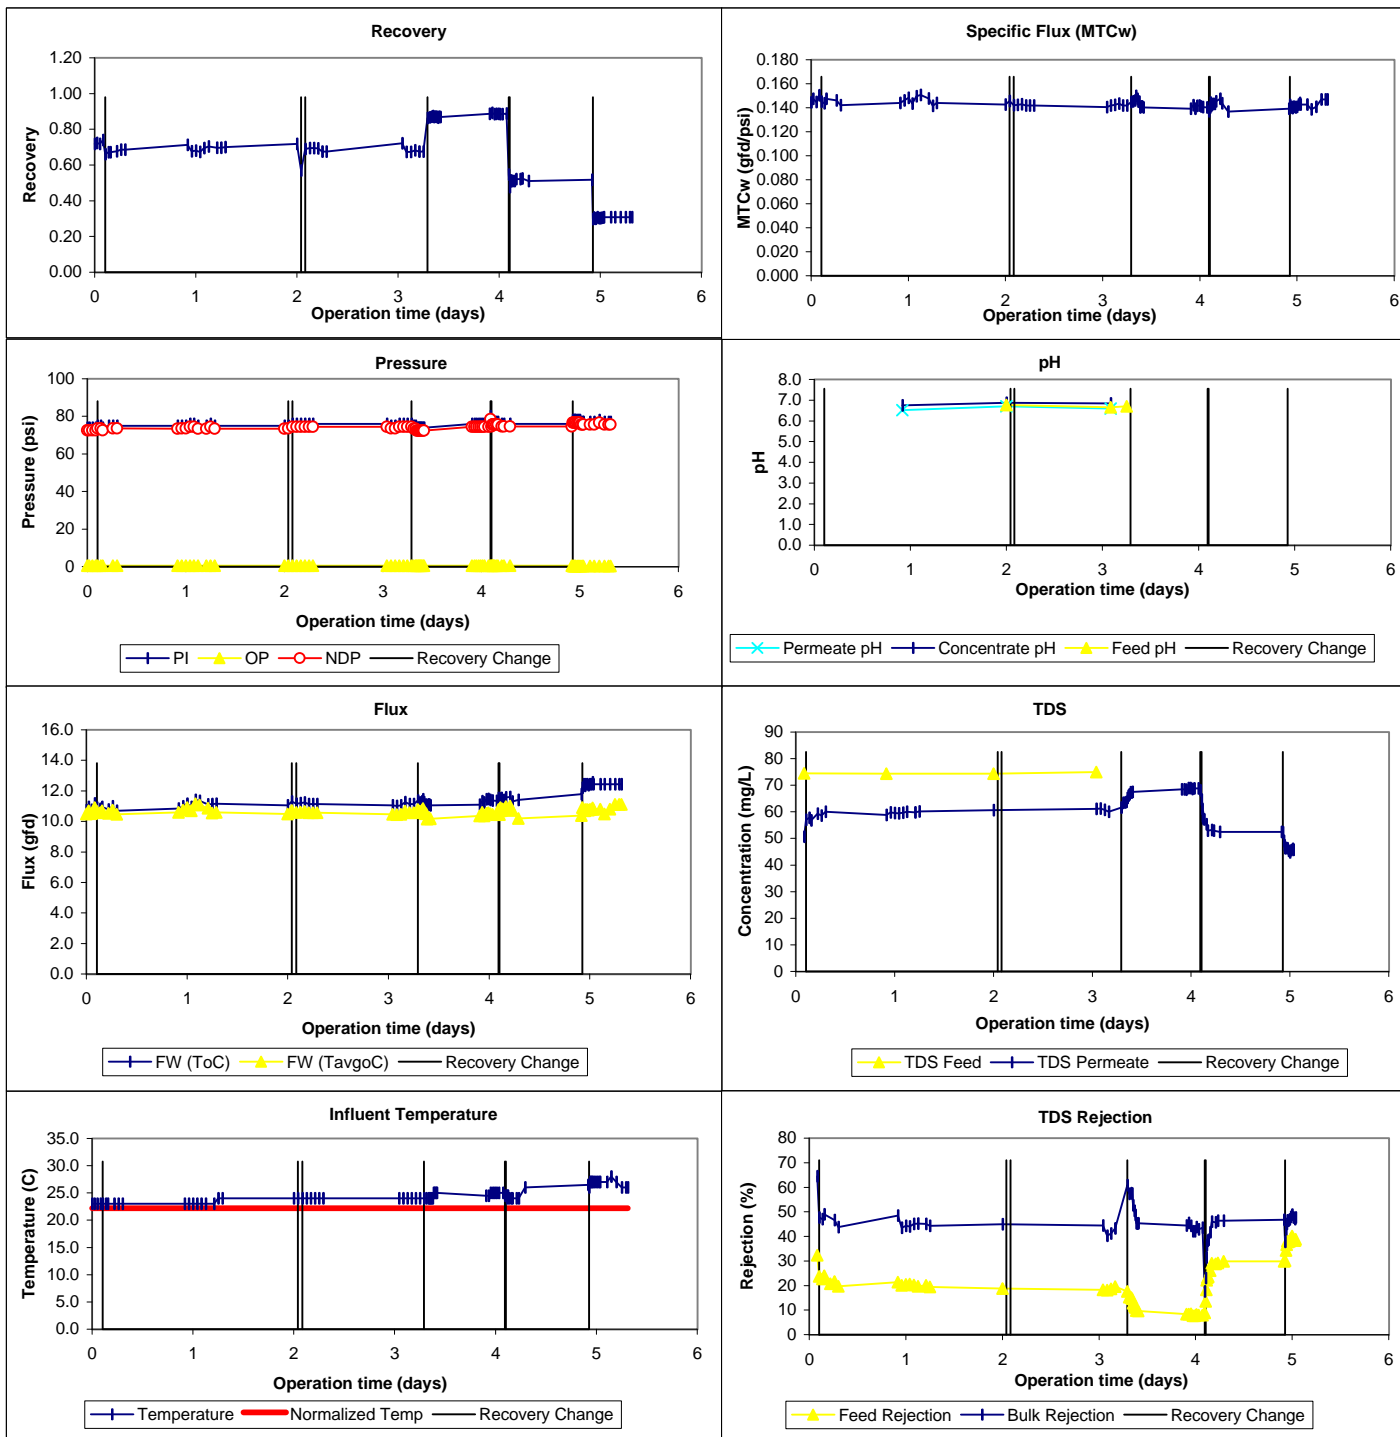 Recovery
1.20
1.00
0.80
0.60
0.40
0.20
0.00
Recovery
0 1 2 3 4 5 6
Operation time (days)
Specific Flux (MTCw)
0.180
0.160
0.140
0.120
0.100
0.080
0.060
0.040
0.020
0.000
MTCw (gfd/psi)
0 1 2 3 4 5 6
Operation time (days)
Pressure
100
80
60
40
20
0
Pressure (psi)
0 1 2 3 4 5 6
Operation time (days)
PI OP NDP Recovery Change
pH
8.0
7.0
6.0
5.0
4.0
3.0
2.0
1.0
0.0
pH
0 1 2 3 4 5 6
Operation time (days)
Permeate pH Concentrate pH Feed pH Recovery Change
Flux
16.0
14.0
12.0
10.0
8.0
6.0
4.0
2.0
0.0
Flux (gfd)
0 1 2 3 4 5 6
Operation time (days)
FW (ToC) FW (TavgoC) Recovery Change
TDS
90
80
70
60
50
40
30
20
10
0
Concentration (mg/L)
0 1 2 3 4 5 6
Operation time (days)
TDS Feed TDS Permeate Recovery Change
Influent Temperature
35.0
30.0
25.0
20.0
15.0
10.0
5.0
0.0
Temperature (C)
0 1 2 3 4 5 6
Operation time (days)
Temperature Normalized Temp Recovery Change
TDS Rejection
80
70
60
50
40
30
20
10
0
Rejection (%)
0 1 2 3 4 5 6
Operation time (days)
Feed Rejection Bulk Rejection Recovery Change